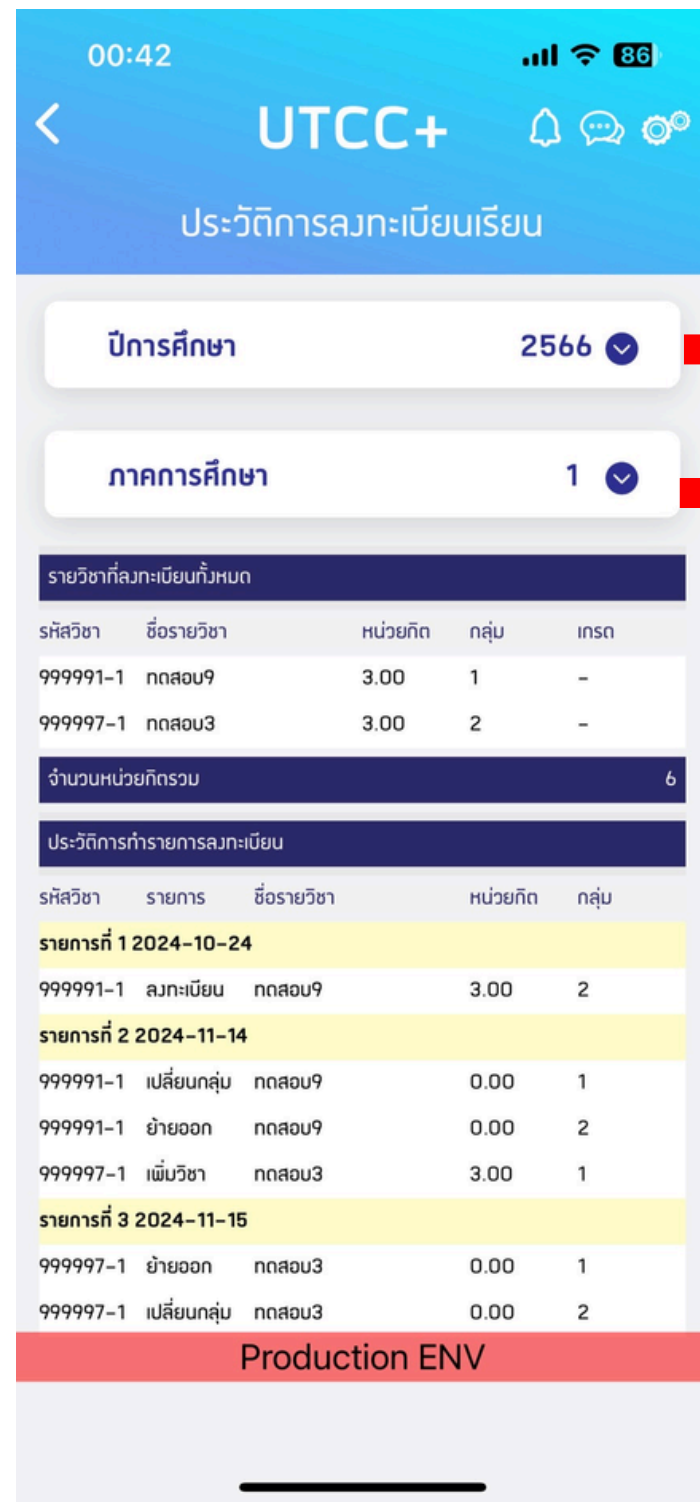 00:42 86
UTCC+
ประวัติการลงทะเบียนเรียน
ปีการศึกษา 2566
ภาคการศึกษา 1
รายวิชาที่ลงทะเบียนทั้งหมด
รหัสวิชา ชื่อรายวิชา หน่วยกิต กลุ่ม เกรด
999991-1 ทดสอบ9 3.00 1 -
999997-1 ทดสอบ3 3.00 2 -
จำนวนหน่วยกิตรวม 6
ประวัติการทำรายการลงทะเบียน
รหัสวิชา รายการ ชื่อรายวิชา หน่วยกิต กลุ่ม
รายการที่ 1 2024-10-24
999991-1 ลงทะเบียน ทดสอบ9 3.00 2
รายการที่ 2 2024-11-14
999991-1 เปลี่ยนกลุ่ม ทดสอบ9 0.00 1
999991-1 ย้ายออก ทดสอบ9 0.00 2
999997-1 เพิ่มวิชา ทดสอบ3 3.00 1
รายการที่ 3 2024-11-15
999997-1 ย้ายออก ทดสอบ3 0.00 1
999997-1 เปลี่ยนกลุ่ม ทดสอบ3 0.00 2
Production ENV